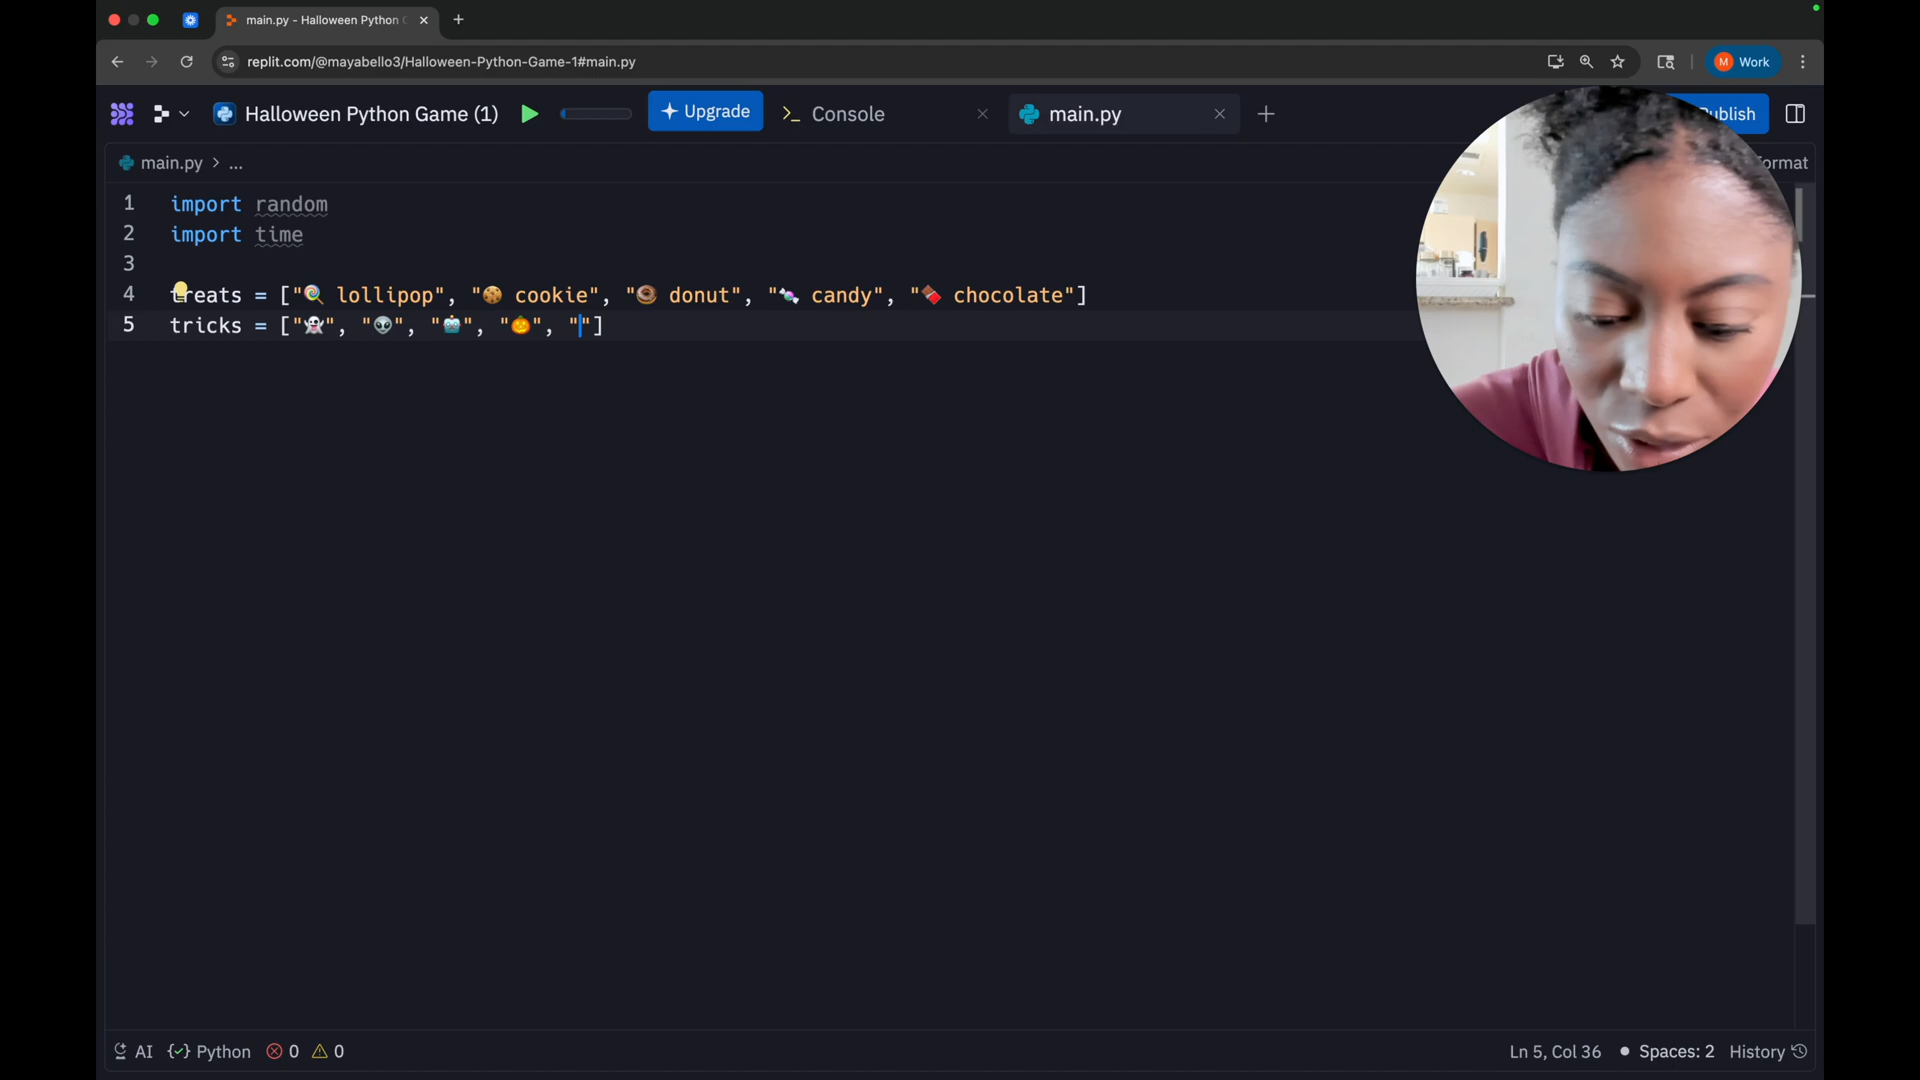 main.py - Halloween Python G
replit.com/@mayabello3/Halloween-Python-Game-1#main.py
M Work
Halloween Python Game (1)
Upgrade
Console
main.py
ublish
main.py > ...
ormat
1 import random
2 import time
3
4 treats = ["🍭 lollipop", "🍪 cookie", "🍩 donut", "🍬 candy", "🍫 chocolate"]
5 tricks = ["👻", "👽", "🤖", "🎃", ""]
AI
Python
0
0
Ln 5, Col 36
Spaces: 2
History